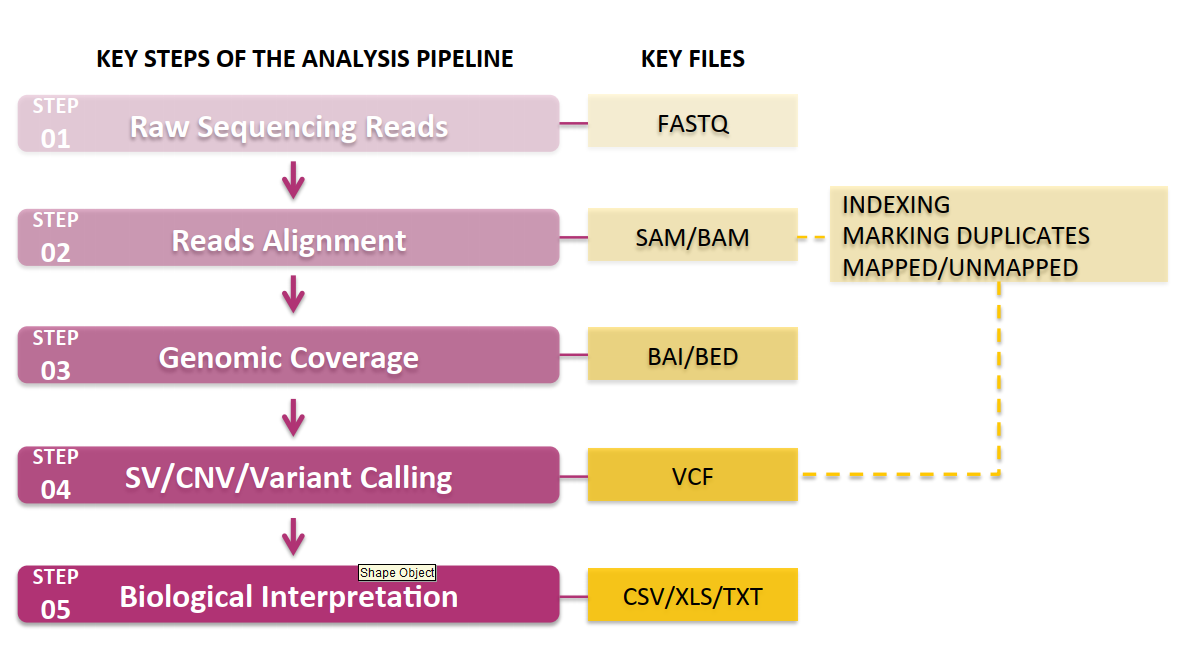 KEY STEPS OF THE ANALYSIS PIPELINE
KEY FILES
STEP
01
Raw Sequencing Reads
FASTQ
STEP
02
Reads Alignment
SAM/BAM
INDEXING
MARKING DUPLICATES
MAPPED/UNMAPPED
STEP
03
Genomic Coverage
BAI/BED
STEP
04
SV/CNV/Variant Calling
VCF
STEP
05
Shape Object
Biological Interpretation
CSV/XLS/TXT